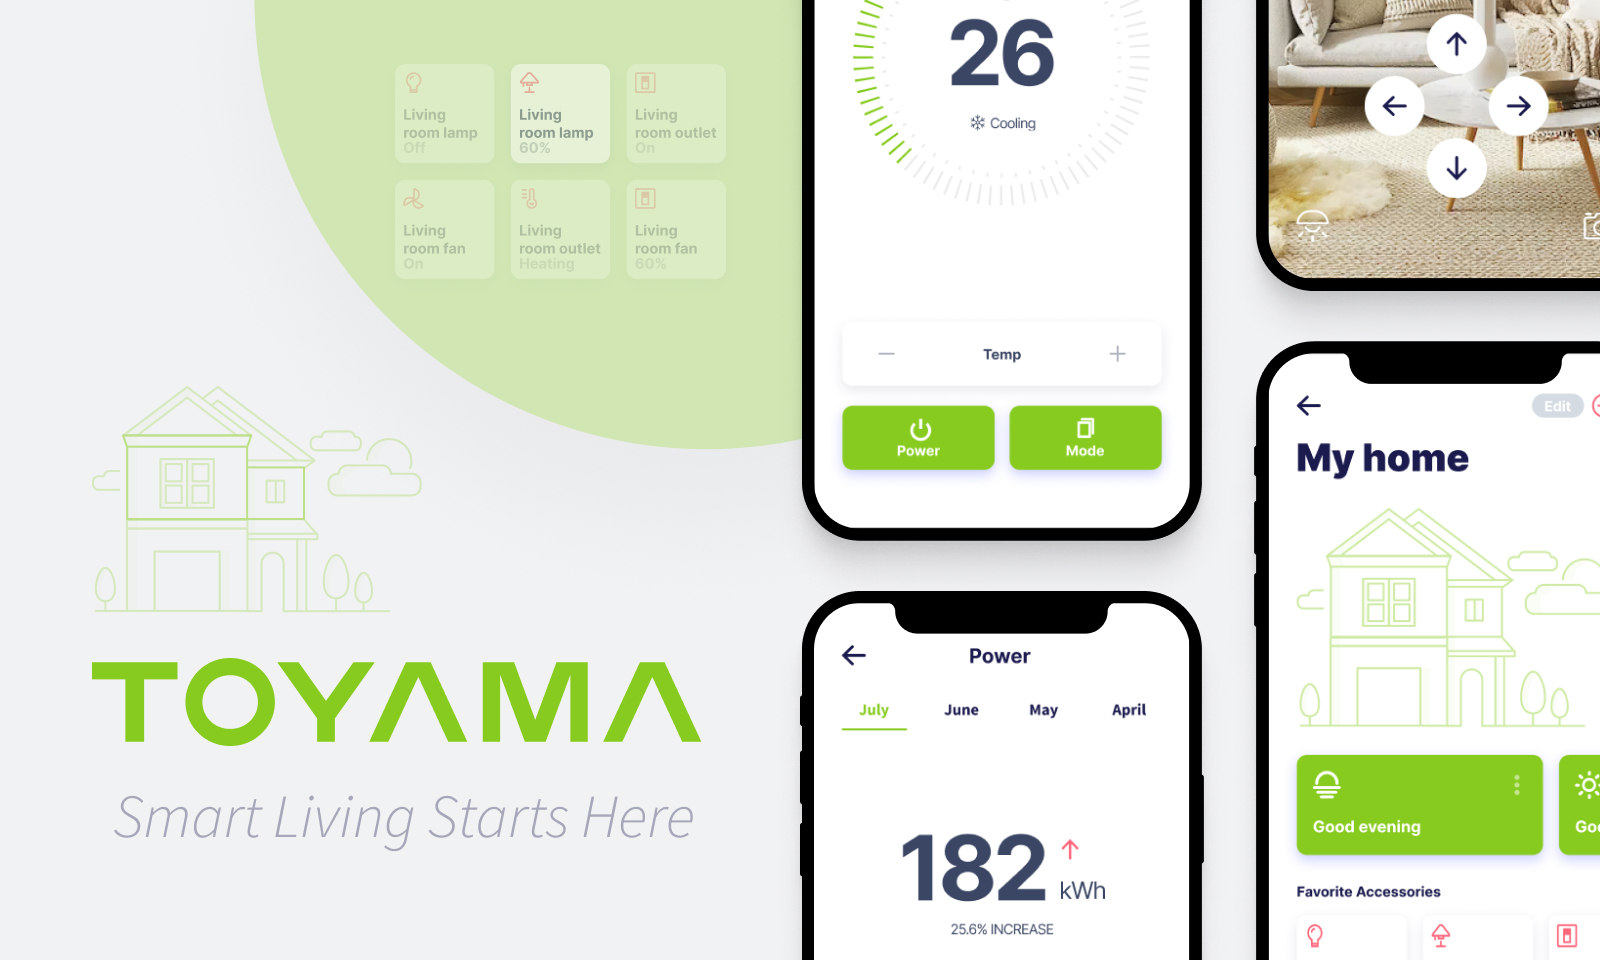 Living
room lamp
Off
Living
room lamp
60%
Living
room outlet
On
Living
room fan
On
Living
room outlet
Heating
Living
room fan
60%
TOYAMA
Smart Living Starts Here
26
Cooling
Temp
Power
Mode
Power
July
June
May
April
182
kWh
25.6% INCREASE
Edit
My home
Good evening
Favorite Accessories